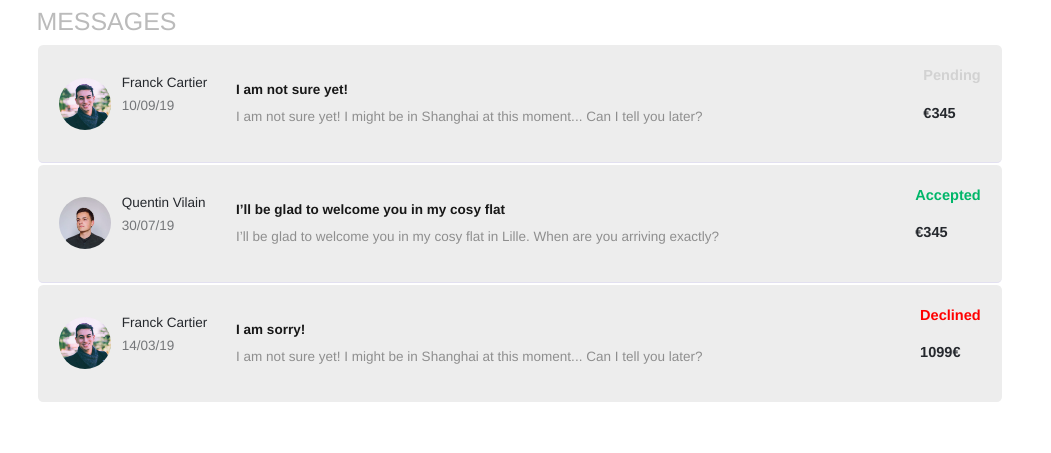 MESSAGES
Franck Cartier
10/09/19
I am not sure yet!
I am not sure yet! I might be in Shanghai at this moment... Can I tell you later?
Pending
€345
Quentin Vilain
30/07/19
I’ll be glad to welcome you in my cosy flat
I’ll be glad to welcome you in my cosy flat in Lille. When are you arriving exactly?
Accepted
€345
Franck Cartier
14/03/19
I am sorry!
I am not sure yet! I might be in Shanghai at this moment... Can I tell you later?
Declined
1099€